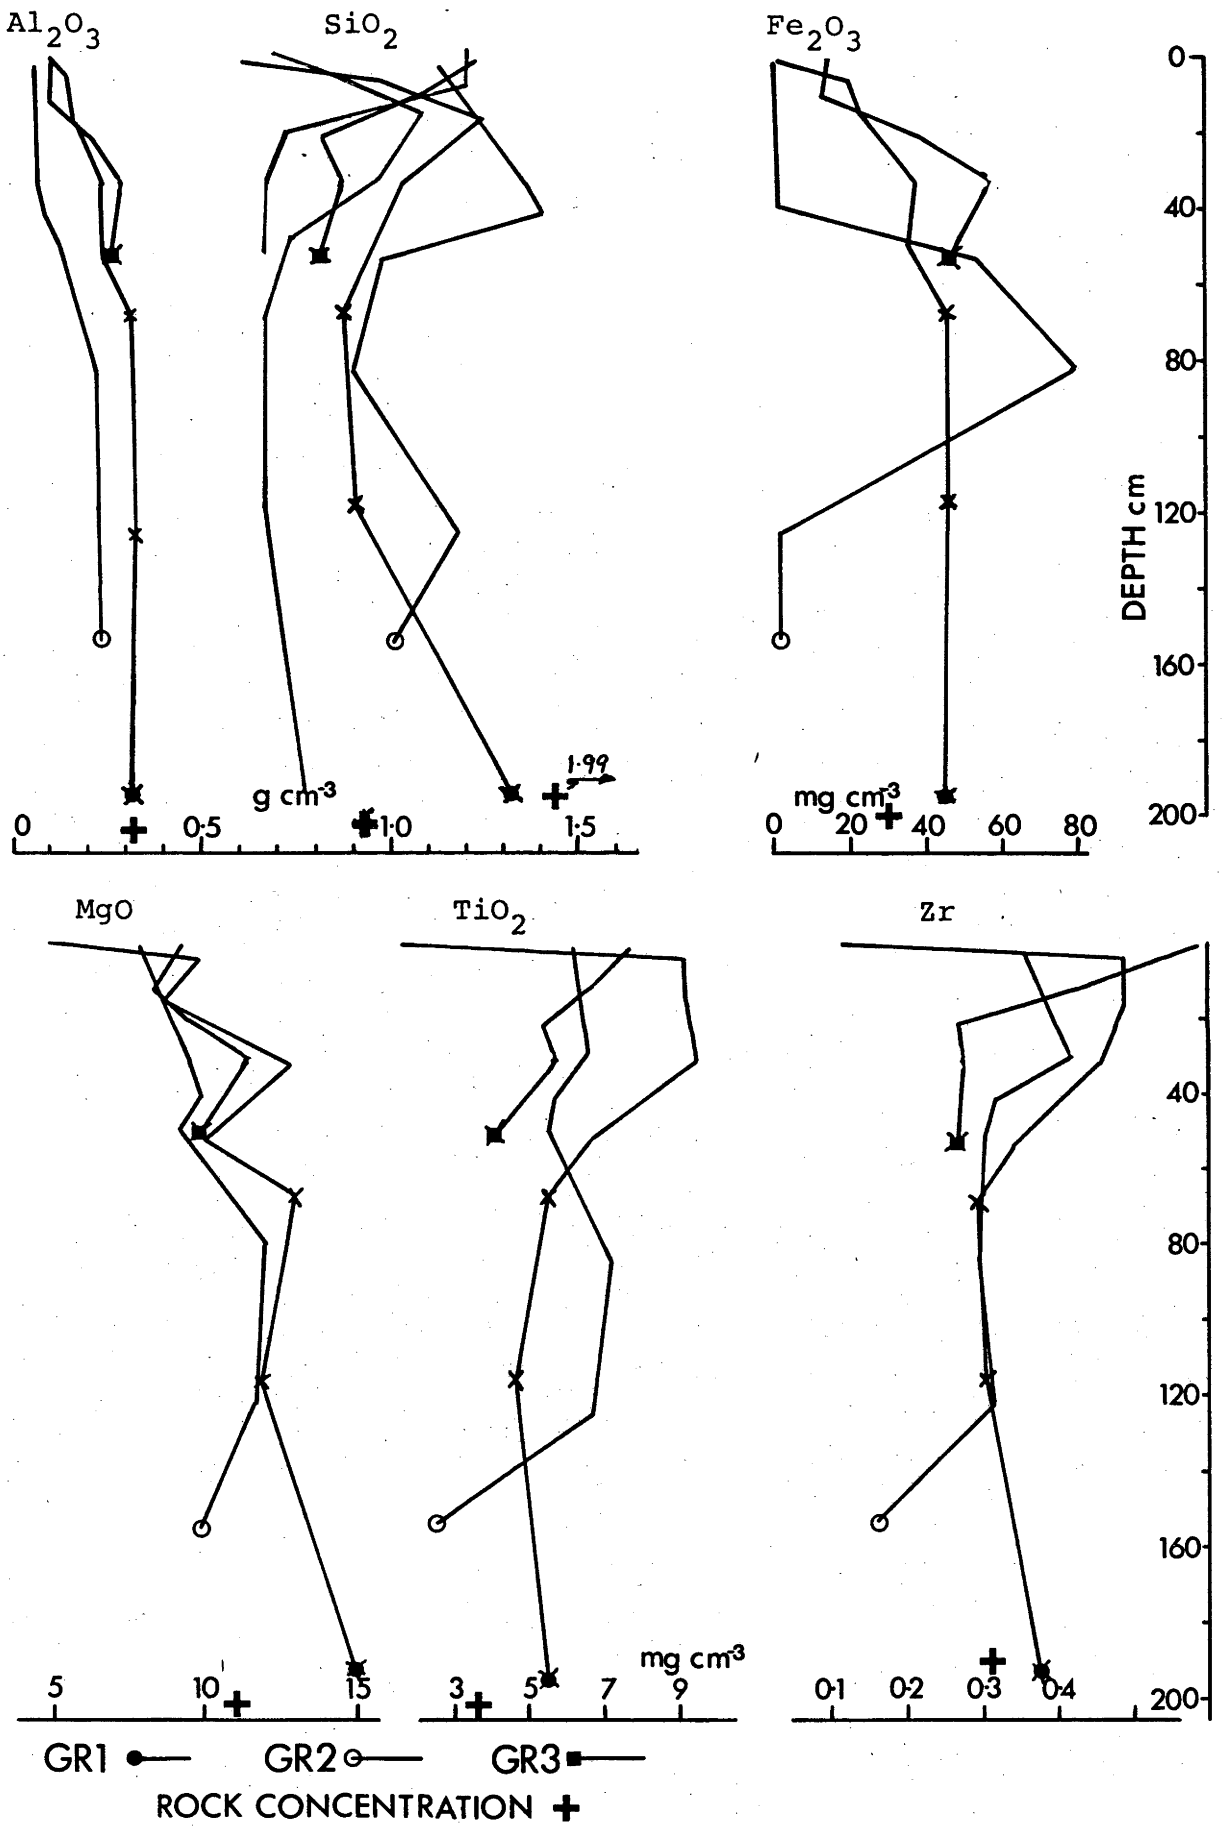 Al₂O₃ SiO₂ Fe₂O₃
0
40
80
120
160
200
DEPTH cm
1·99
g cm⁻³ mg cm⁻³
0 0·5 1·0 1·5 0 20 40 60 80
MgO TiO₂ Zr
40
80
120
160
200
mg cm⁻³
5 10 15 3 5 7 9 0·1 0·2 0·3 0·4
GR1 GR2 GR3
ROCK CONCENTRATION